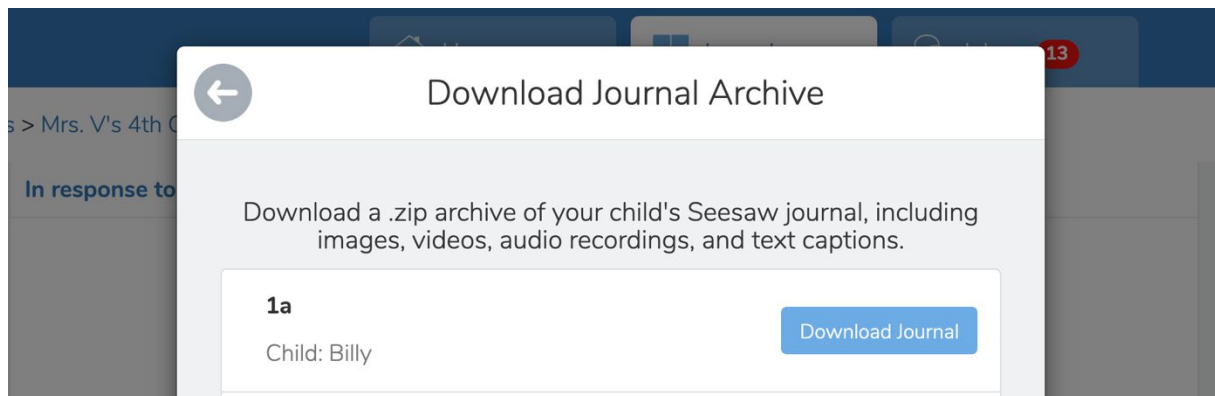 13
Download Journal Archive
s > Mrs. V's 4th
In response to
Download a .zip archive of your child's Seesaw journal, including
images, videos, audio recordings, and text captions.
1a
Download Journal
Child: Billy